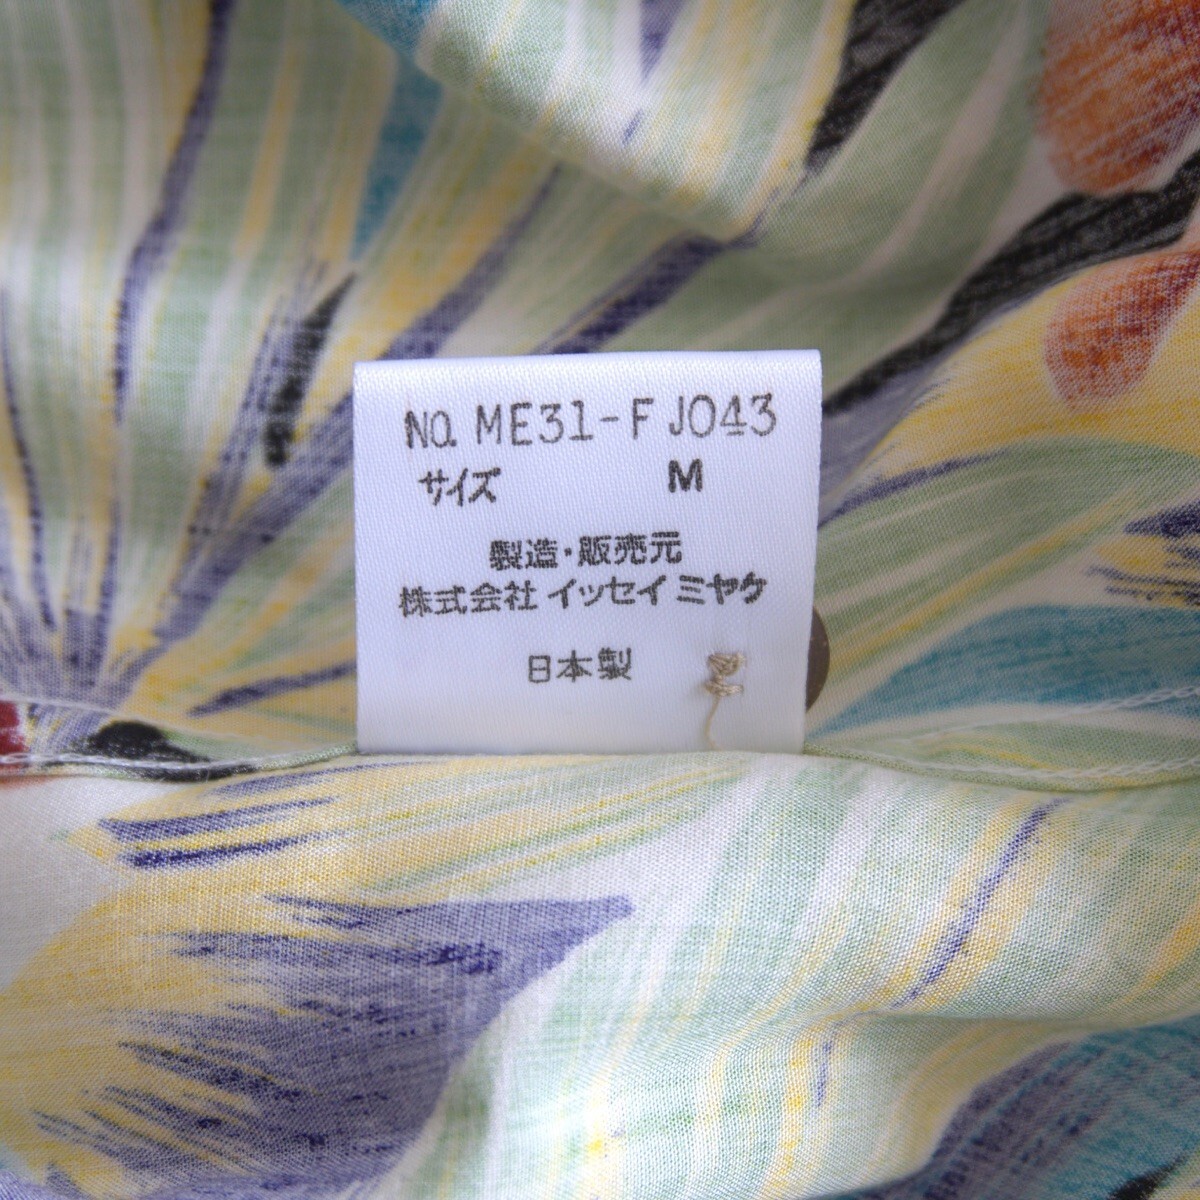 No. ME31-FJ043
サイズ M
製造・販売元
株式会社 イッセイ ミヤケ
日本製